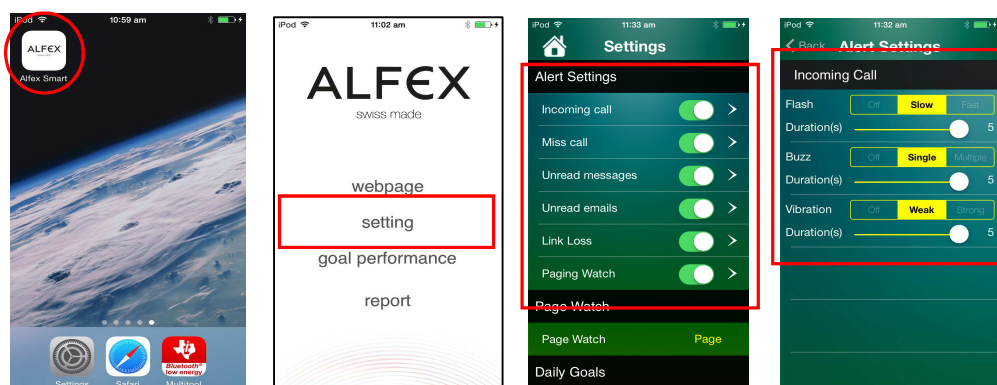 iPod 10:59 am
ALFEX
Alfex Smart
Bluetooth®
low energy
Settings Safari Multitool
iPod 11:02 am
ALFEX
swiss made
webpage
setting
goal performance
report
iPod 11:33 am
Settings
Alert Settings
Incoming call
Miss call
Unread messages
Unread emails
Link Loss
Paging Watch
Page Watch
Page Watch Page
Daily Goals
iPod 11:32 am
Back Alert Settings
Incoming Call
Flash Off Slow Fast
Duration(s) 5
Buzz Off Single Multiple
Duration(s) 5
Vibration Off Weak Strong
Duration(s) 5